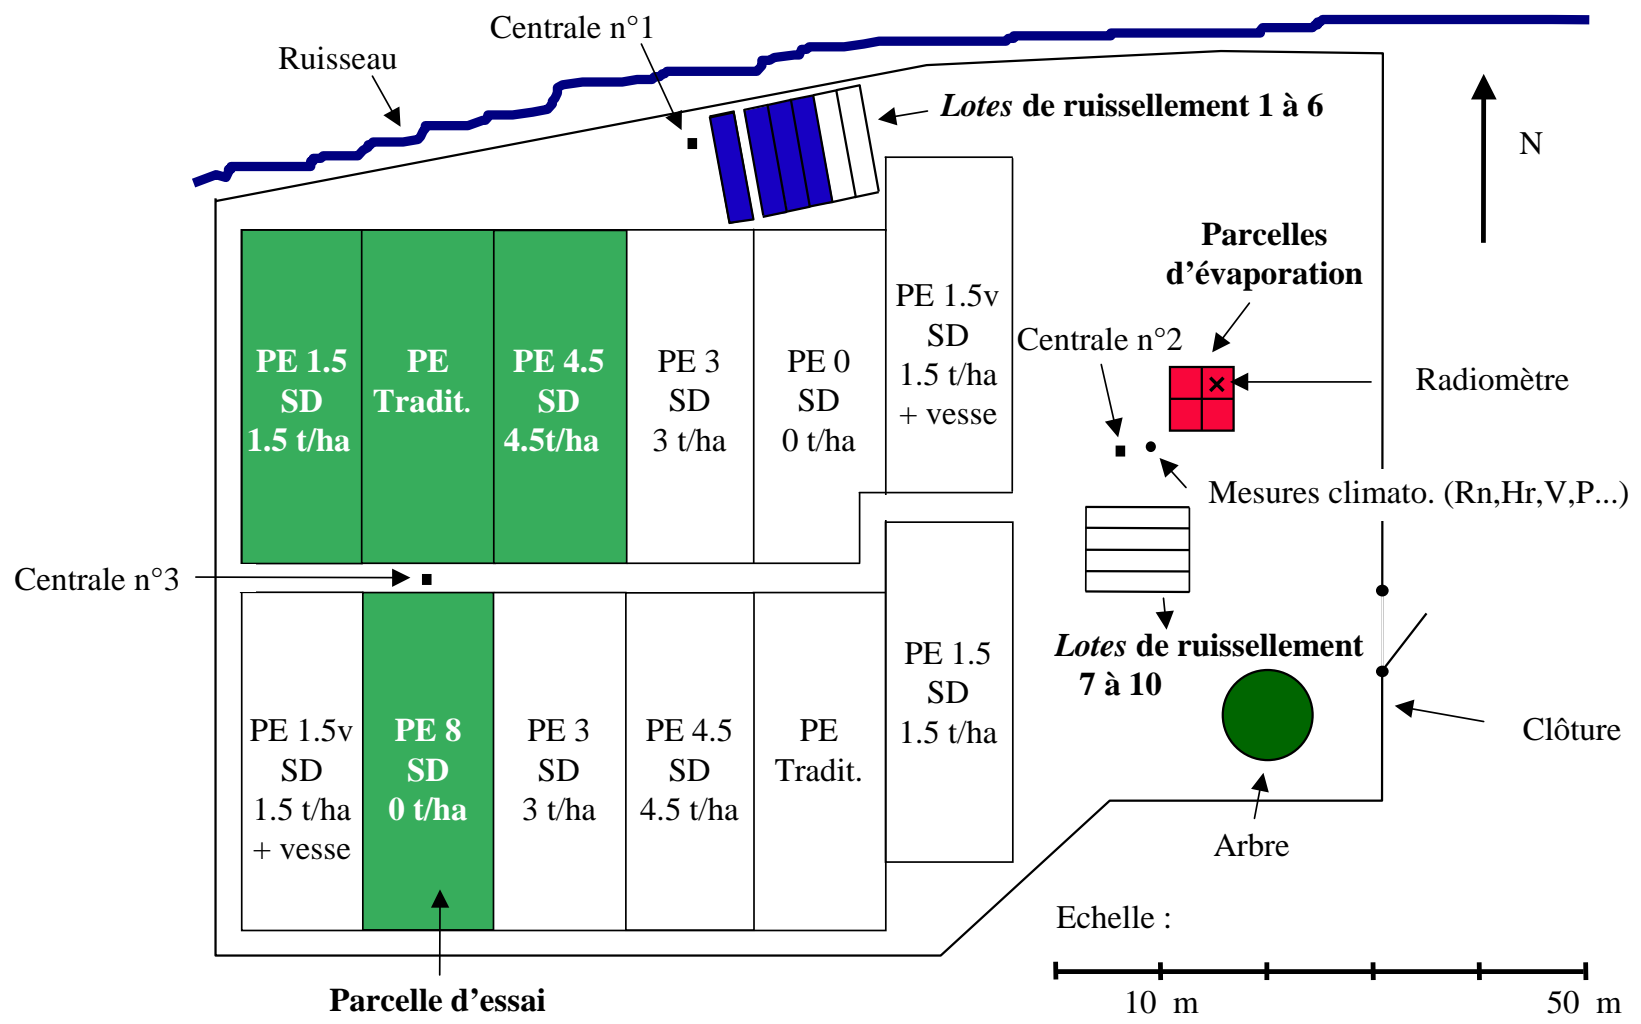 Centrale n°1
Ruisseau
Lotes de ruissellement 1 à 6
N
Parcelles
d'évaporation
PE 1.5v
SD
1.5 t/ha
+ vesse
Centrale n°2
PE 1.5
SD
1.5 t/ha
PE
Tradit.
PE 4.5
SD
4.5t/ha
PE 3
SD
3 t/ha
PE 0
SD
0 t/ha
Radiomètre
Mesures climato. (Rn,Hr,V,P...)
Centrale n°3
Lotes de ruissellement
7 à 10
PE 1.5
SD
1.5 t/ha
PE 1.5v
SD
1.5 t/ha
+ vesse
PE 8
SD
0 t/ha
PE 3
SD
3 t/ha
PE 4.5
SD
4.5 t/ha
PE
Tradit.
Clôture
Arbre
Echelle :
10 m
50 m
Parcelle d'essai